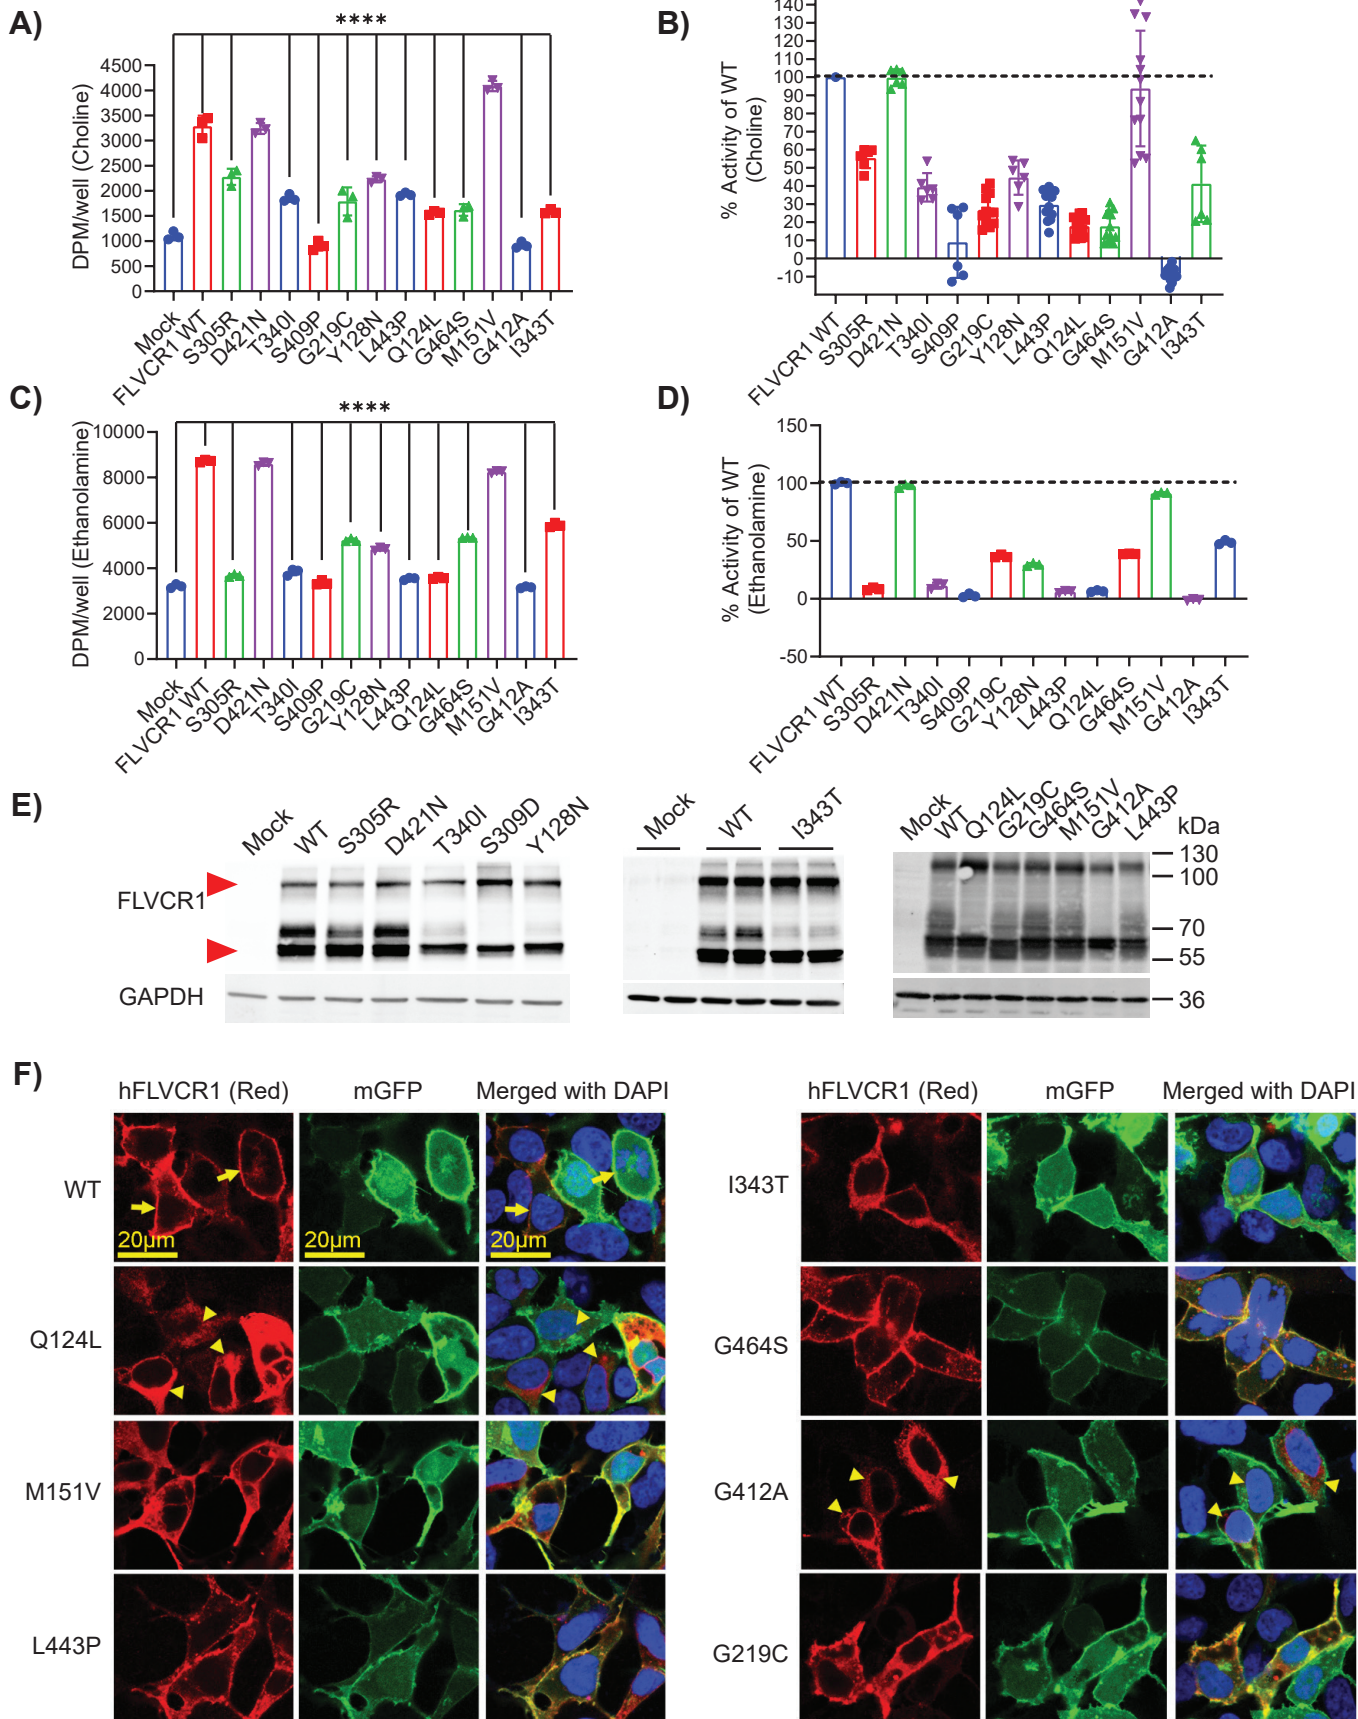 A)
****
DPM/well (Choline)
4500
4000
3500
3000
2500
2000
1500
1000
500
0
Mock
FLVCR1 WT
S305R
D421N
T340I
S409P
G219C
Y128N
L443P
Q124L
G464S
M151V
G412A
I343T
B)
% Activity of WT
(Choline)
140
130
120
110
100
90
80
70
60
50
40
30
20
10
0
-10
FLVCR1 WT
S305R
D421N
T340I
S409P
G219C
Y128N
L443P
Q124L
G464S
M151V
G412A
I343T
C)
****
DPM/well (Ethanolamine)
10000
8000
6000
4000
2000
0
Mock
FLVCR1 WT
S305R
D421N
T340I
S409P
G219C
Y128N
L443P
Q124L
G464S
M151V
G412A
I343T
D)
% Activity of WT
(Ethanolamine)
150
100
50
0
-50
FLVCR1 WT
S305R
D421N
T340I
S409P
G219C
Y128N
L443P
Q124L
G464S
M151V
G412A
I343T
E)
Mock
WT
S305R
D421N
T340I
S309D
Y128N
Mock
WT
I343T
Mock
WT
Q124L
G219C
G464S
M151V
G412A
L443P
kDa
130
100
70
55
36
FLVCR1
GAPDH
F)
hFLVCR1 (Red)
mGFP
Merged with DAPI
hFLVCR1 (Red)
mGFP
Merged with DAPI
WT
20µm
20µm
20µm
I343T
Q124L
G464S
M151V
G412A
L443P
G219C